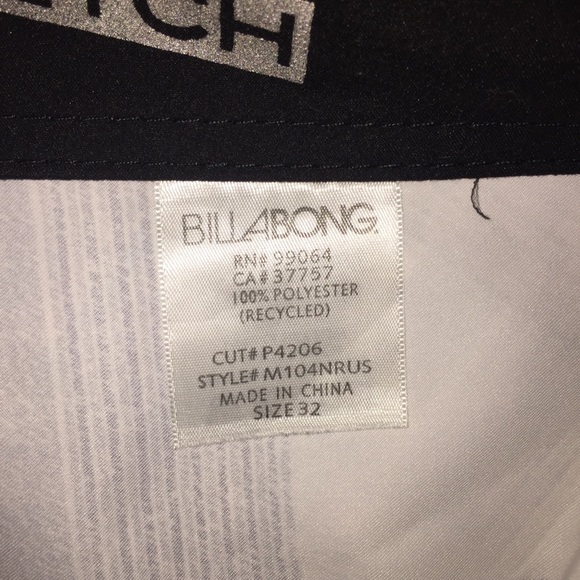 BILLABONG
RN# 99064
CA# 37757
100% POLYESTER
(RECYCLED)
CUT# P4206
STYLE# M104NRUS
MADE IN CHINA
SIZE 32